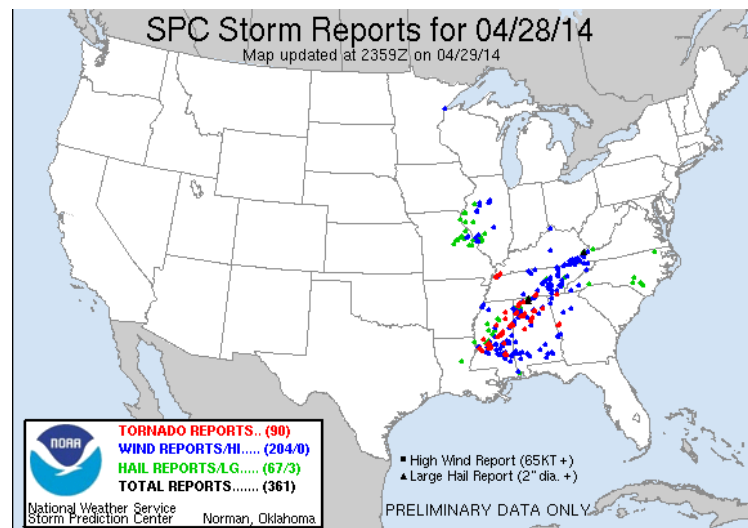 SPC Storm Reports for 04/28/14
Map updated at 2359Z on 04/29/14
NOAA
TORNADO REPORTS.. (90)
WIND REPORTS/HI..... (204/0)
HAIL REPORTS/LG..... (67/3)
TOTAL REPORTS....... (361)
National Weather Service
Storm Prediction Center Norman, Oklahoma
High Wind Report (65KT +)
Large Hail Report (2" dia. +)
PRELIMINARY DATA ONLY